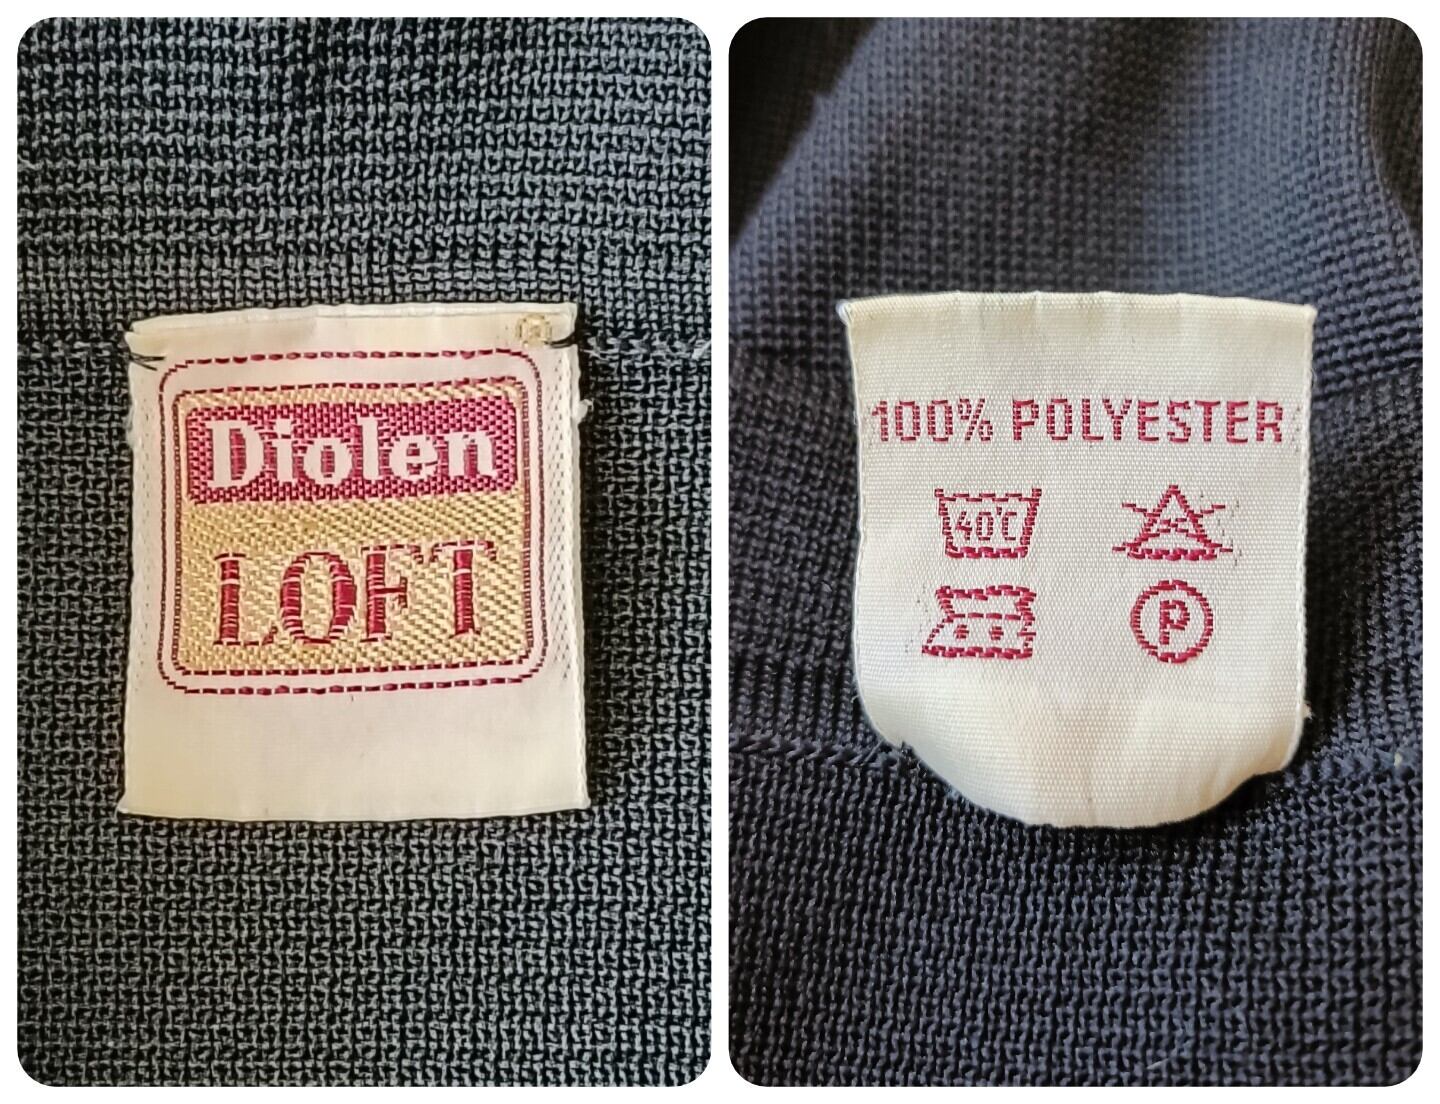 Diolen
LOFT
100% POLYESTER
40°C
P